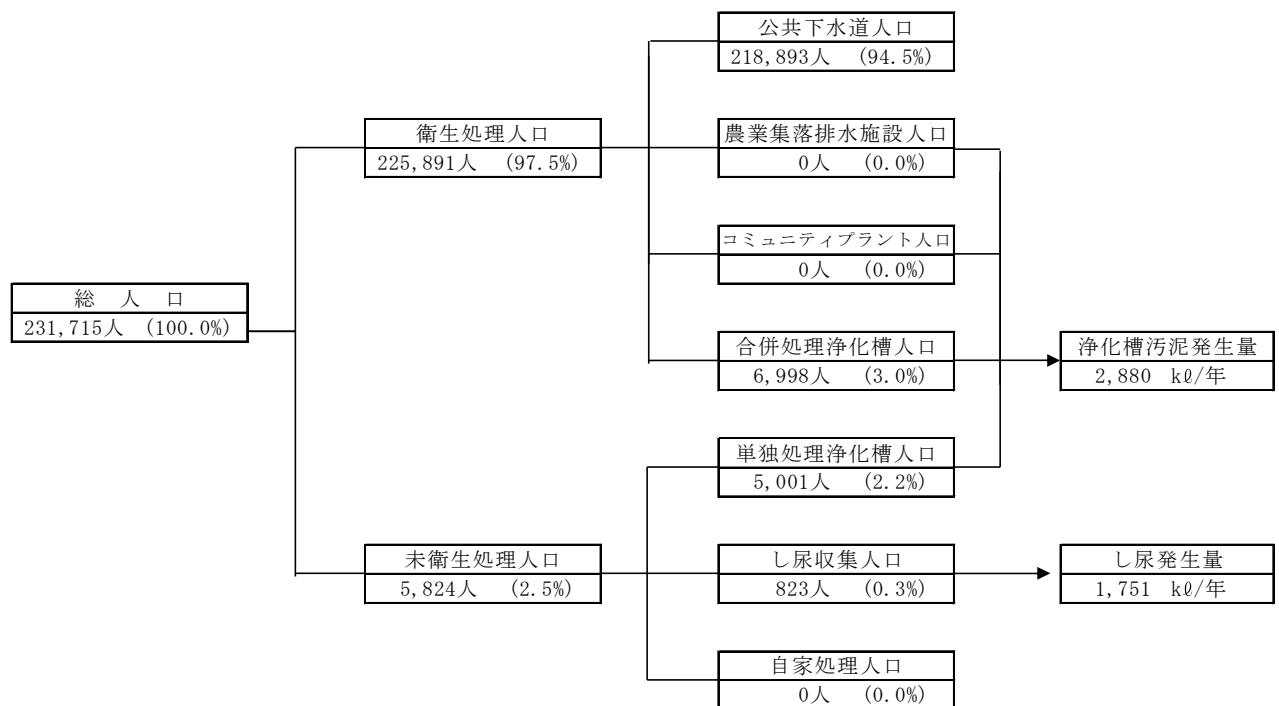 公共下水道人口
218,893人 (94.5%)
衛生処理人口
225,891人 (97.5%)
農業集落排水施設人口
0人 (0.0%)
コミュニティプラント人口
0人 (0.0%)
総 人 口
231,715人 (100.0%)
合併処理浄化槽人口
6,998人 (3.0%)
浄化槽汚泥発生量
2,880 kℓ/年
単独処理浄化槽人口
5,001人 (2.2%)
未衛生処理人口
5,824人 (2.5%)
し尿収集人口
823人 (0.3%)
し尿発生量
1,751 kℓ/年
自家処理人口
0人 (0.0%)